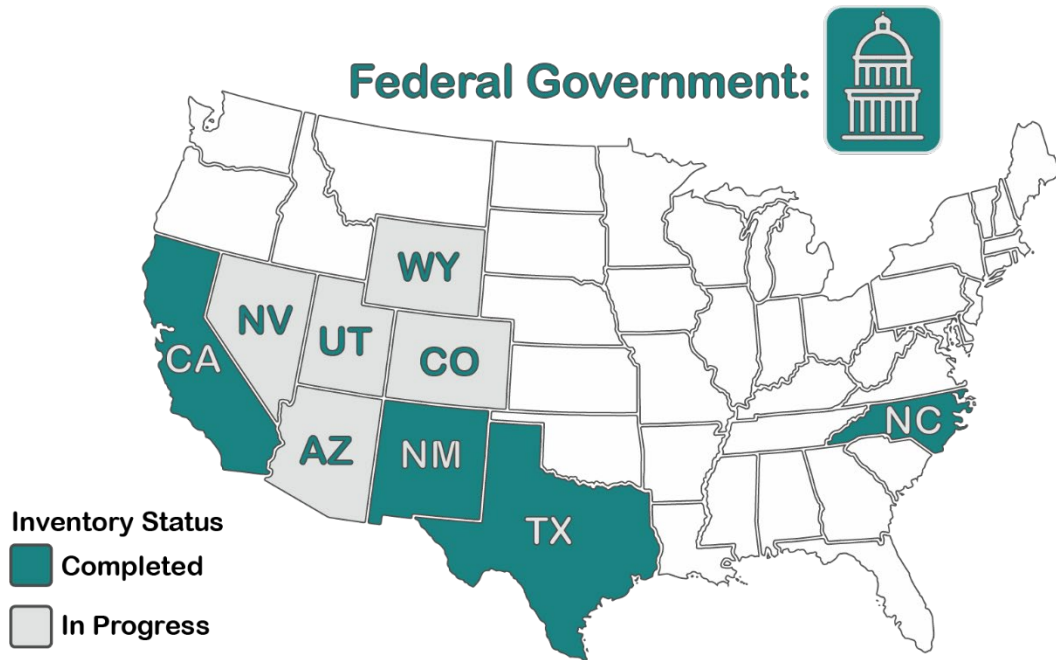 Federal Government:
WY
NV
UT
CO
CA
AZ
NM
NC
TX
Inventory Status
Completed
In Progress